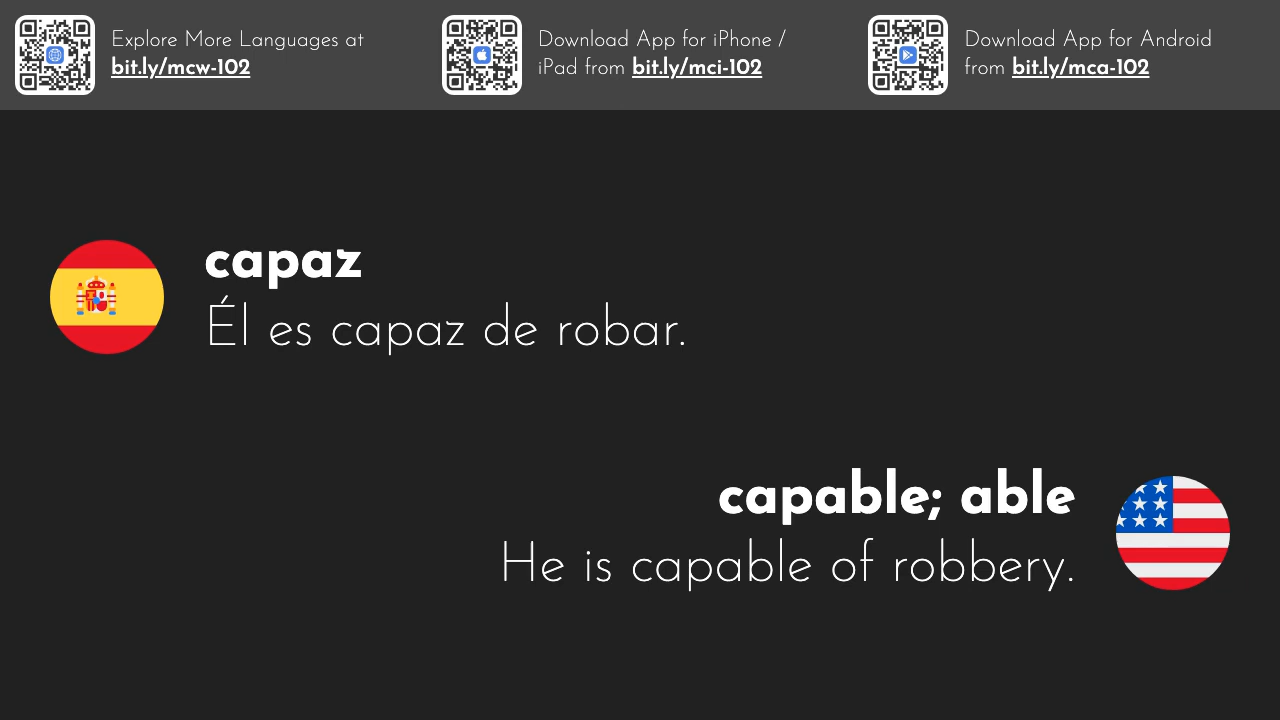 Explore More Languages at
bit.ly/mcw-102
Download App for iPhone /
iPad from bit.ly/mci-102
Download App for Android
from bit.ly/mca-102
capaz
Él es capaz de robar.
capable; able
He is capable of robbery.